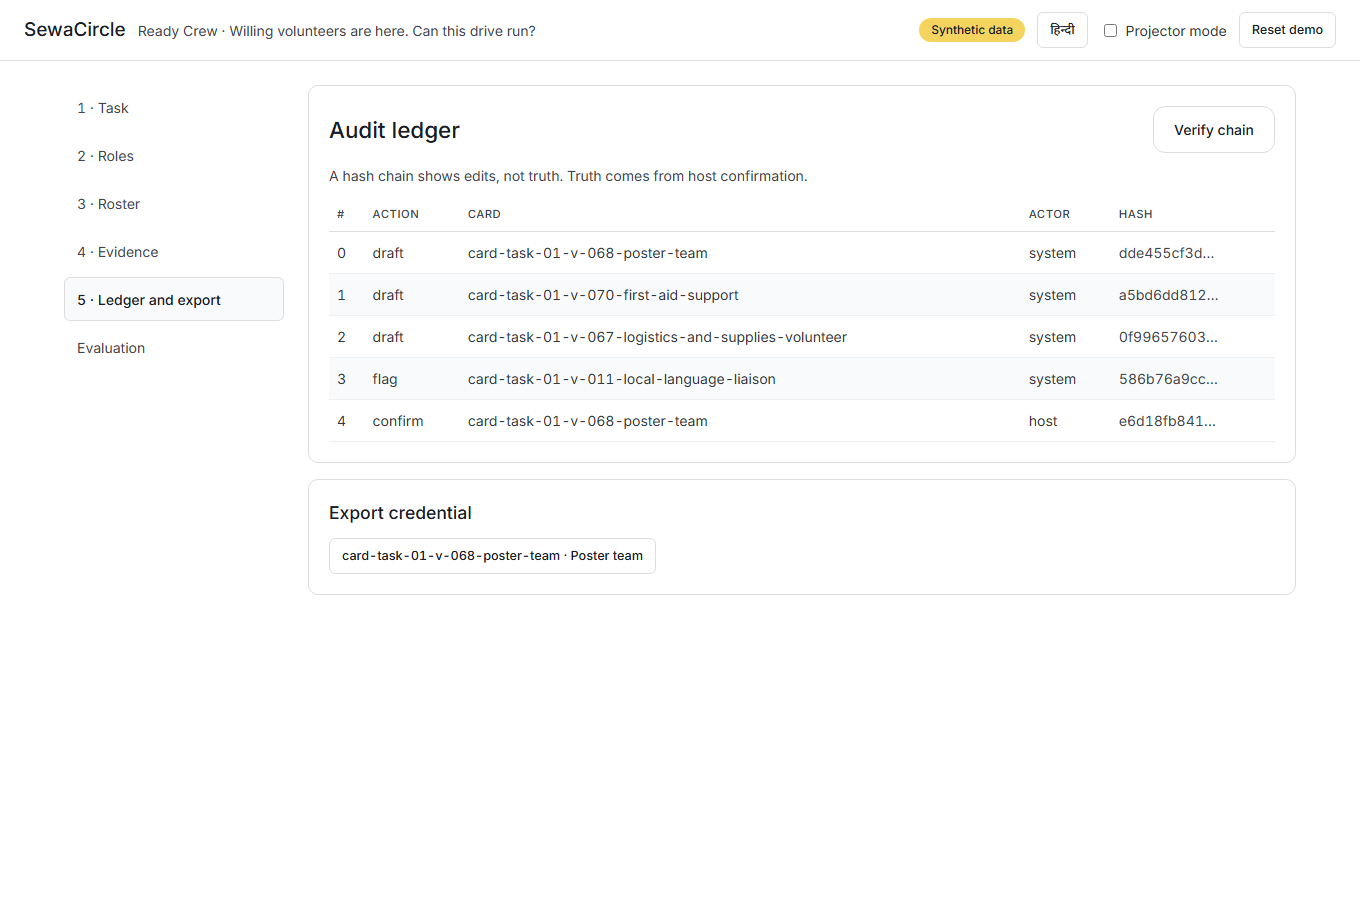 SewaCircle Ready Crew · Willing volunteers are here. Can this drive run? Synthetic data हिन्दी Projector mode Reset demo
1 · Task
2 · Roles
3 · Roster
4 · Evidence
5 · Ledger and export
Evaluation
Audit ledger Verify chain
A hash chain shows edits, not truth. Truth comes from host confirmation.
# ACTION CARD ACTOR HASH
0 draft card-task-01-v-068-poster-team system dde455cf3d…
1 draft card-task-01-v-070-first-aid-support system a5bd6dd812…
2 draft card-task-01-v-067-logistics-and-supplies-volunteer system 0f99657603…
3 flag card-task-01-v-011-local-language-liaison system 586b76a9cc…
4 confirm card-task-01-v-068-poster-team host e6d18fb841…
Export credential
card-task-01-v-068-poster-team · Poster team